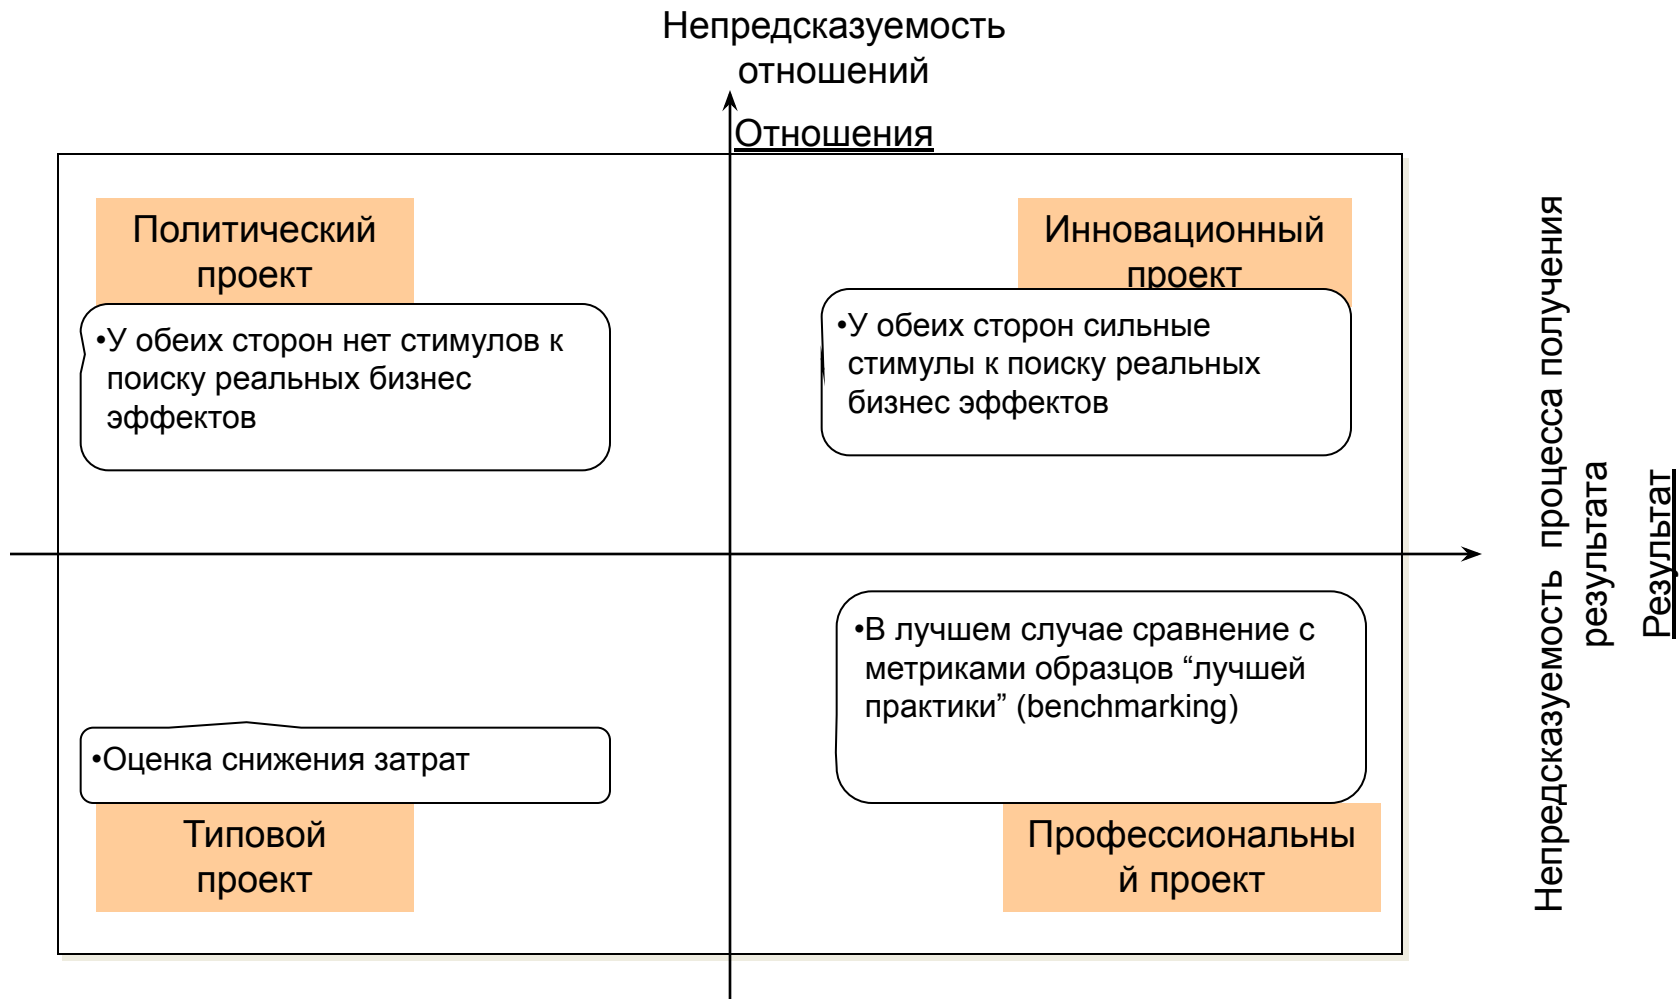 Непредсказуемость
отношений
Отношения
Политический
проект
•У обеих сторон нет стимулов к
поиску реальных бизнес
эффектов
Инновационный
проект
•У обеих сторон сильные
стимулы к поиску реальных
бизнес эффектов
•В лучшем случае сравнение с
метриками образцов “лучшей
практики” (benchmarking)
•Оценка снижения затрат
Типовой
проект
Профессиональны
й проект
Непредсказуемость процесса получения
результата
Результат